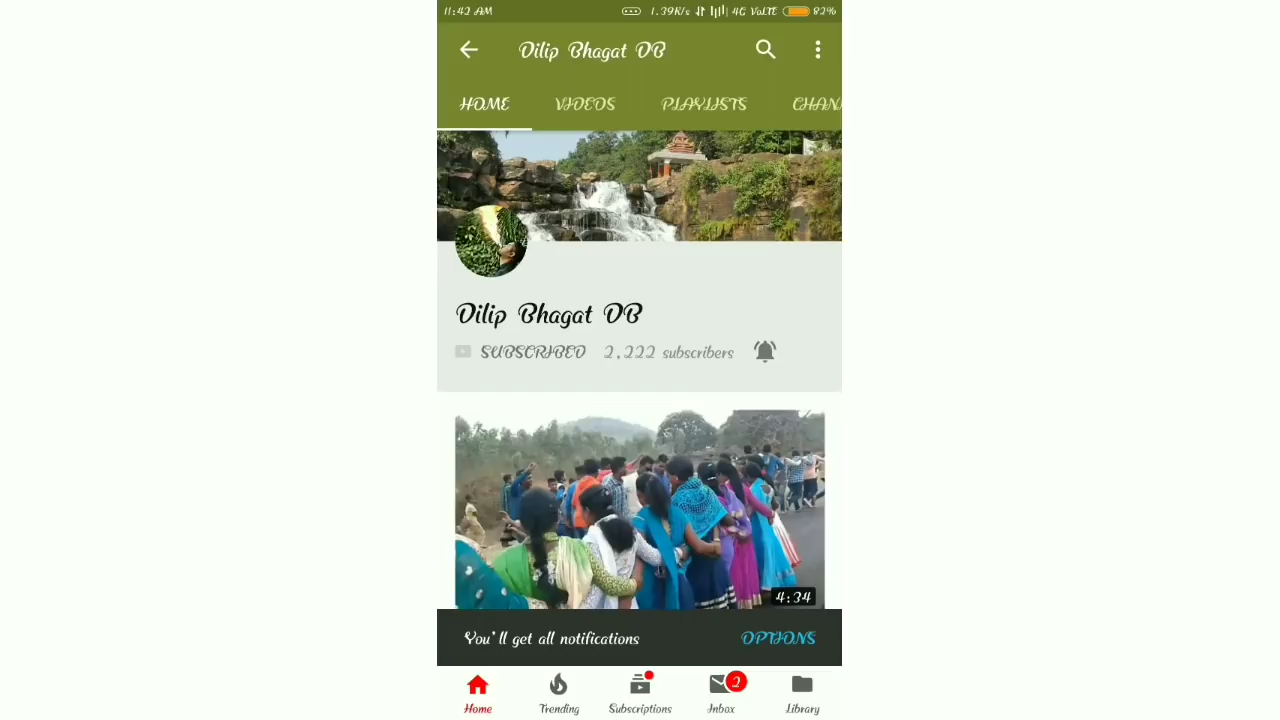 11:42 AM 1.39K/s 4G VoLTE 82%
Dilip Bhagat DB
HOME VIDEOS PLAYLISTS CHAN
Dilip Bhagat DB
SUBSCRIBED 2,222 subscribers
4:34
You'll get all notifications OPTIONS
2
Home Trending Subscriptions Inbox Library